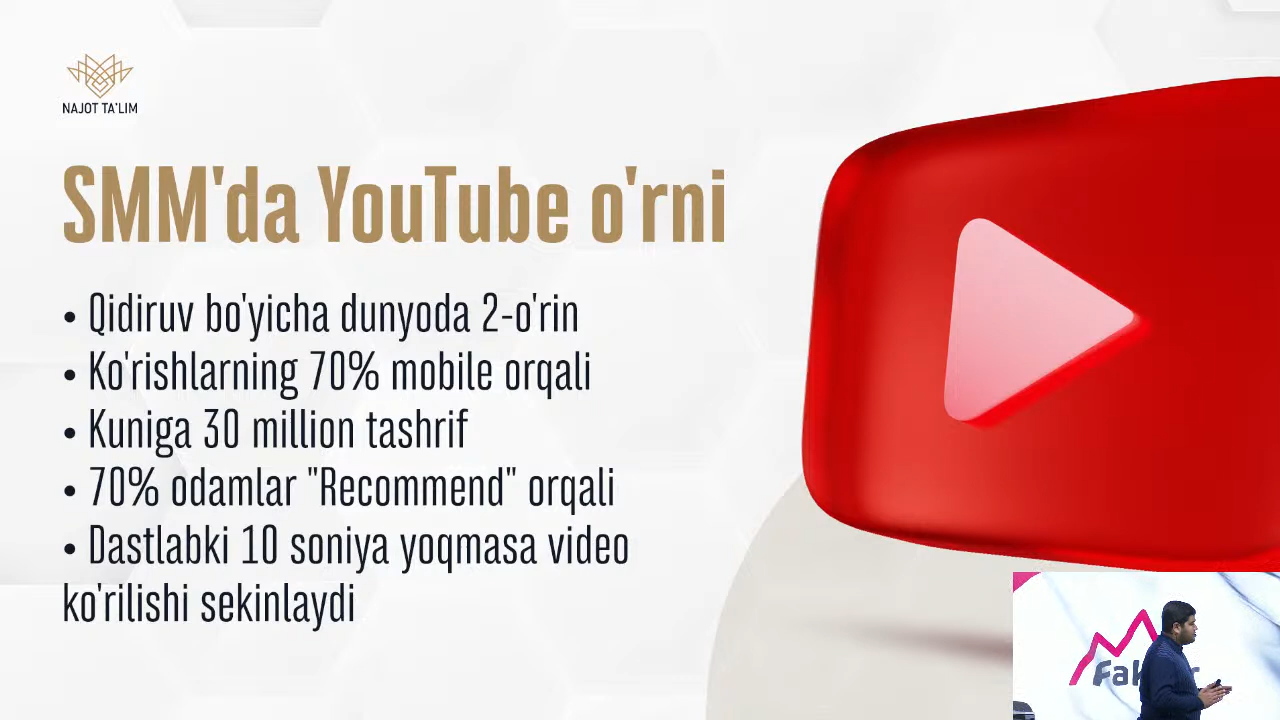 NAJOT TA'LIM
SMM'da YouTube o'rni
• Qidiruv bo'yicha dunyoda 2-o'rin
• Ko'rishlarning 70% mobile orqali
• Kuniga 30 million tashrif
• 70% odamlar "Recommend" orqali
• Dastlabki 10 soniya yoqmasa video
ko'rilishi sekinlaydi